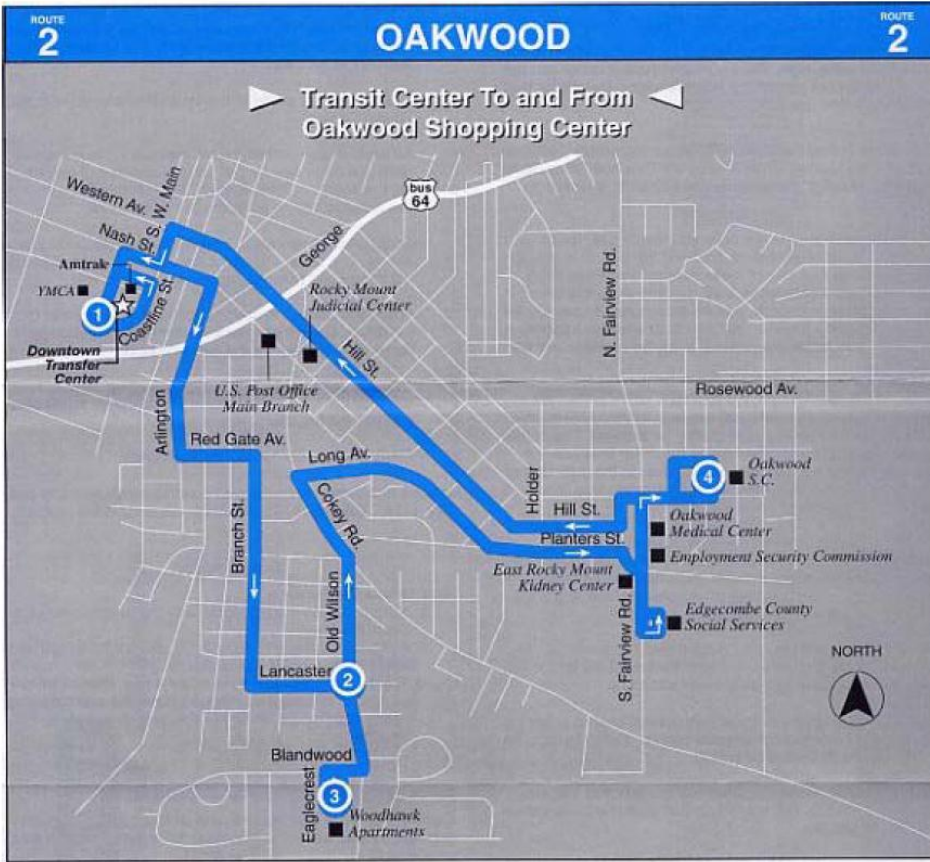 ROUTE
2
OAKWOOD
ROUTE
2
Transit Center To and From
Oakwood Shopping Center
Western Av.
S. W. Main
Nash St.
bus
64
George
Amtrak
YMCA
1
Coastline St.
Downtown
Transfer
Center
Rocky Mount
Judicial Center
N. Fairview Rd.
Hill St.
U.S. Post Office
Main Branch
Rosewood Av.
Arlington
Red Gate Av.
Long Av.
Cokey Rd.
Holder
4
Oakwood
S.C.
Hill St.
Oakwood
Medical Center
Planters St.
Employment Security Commission
Branch St.
East Rocky Mount
Kidney Center
Old Wilson
S. Fairview Rd.
Edgecombe County
Social Services
Lancaster
2
NORTH
Blandwood
Eaglecrest
3
Woodhawk
Apartments